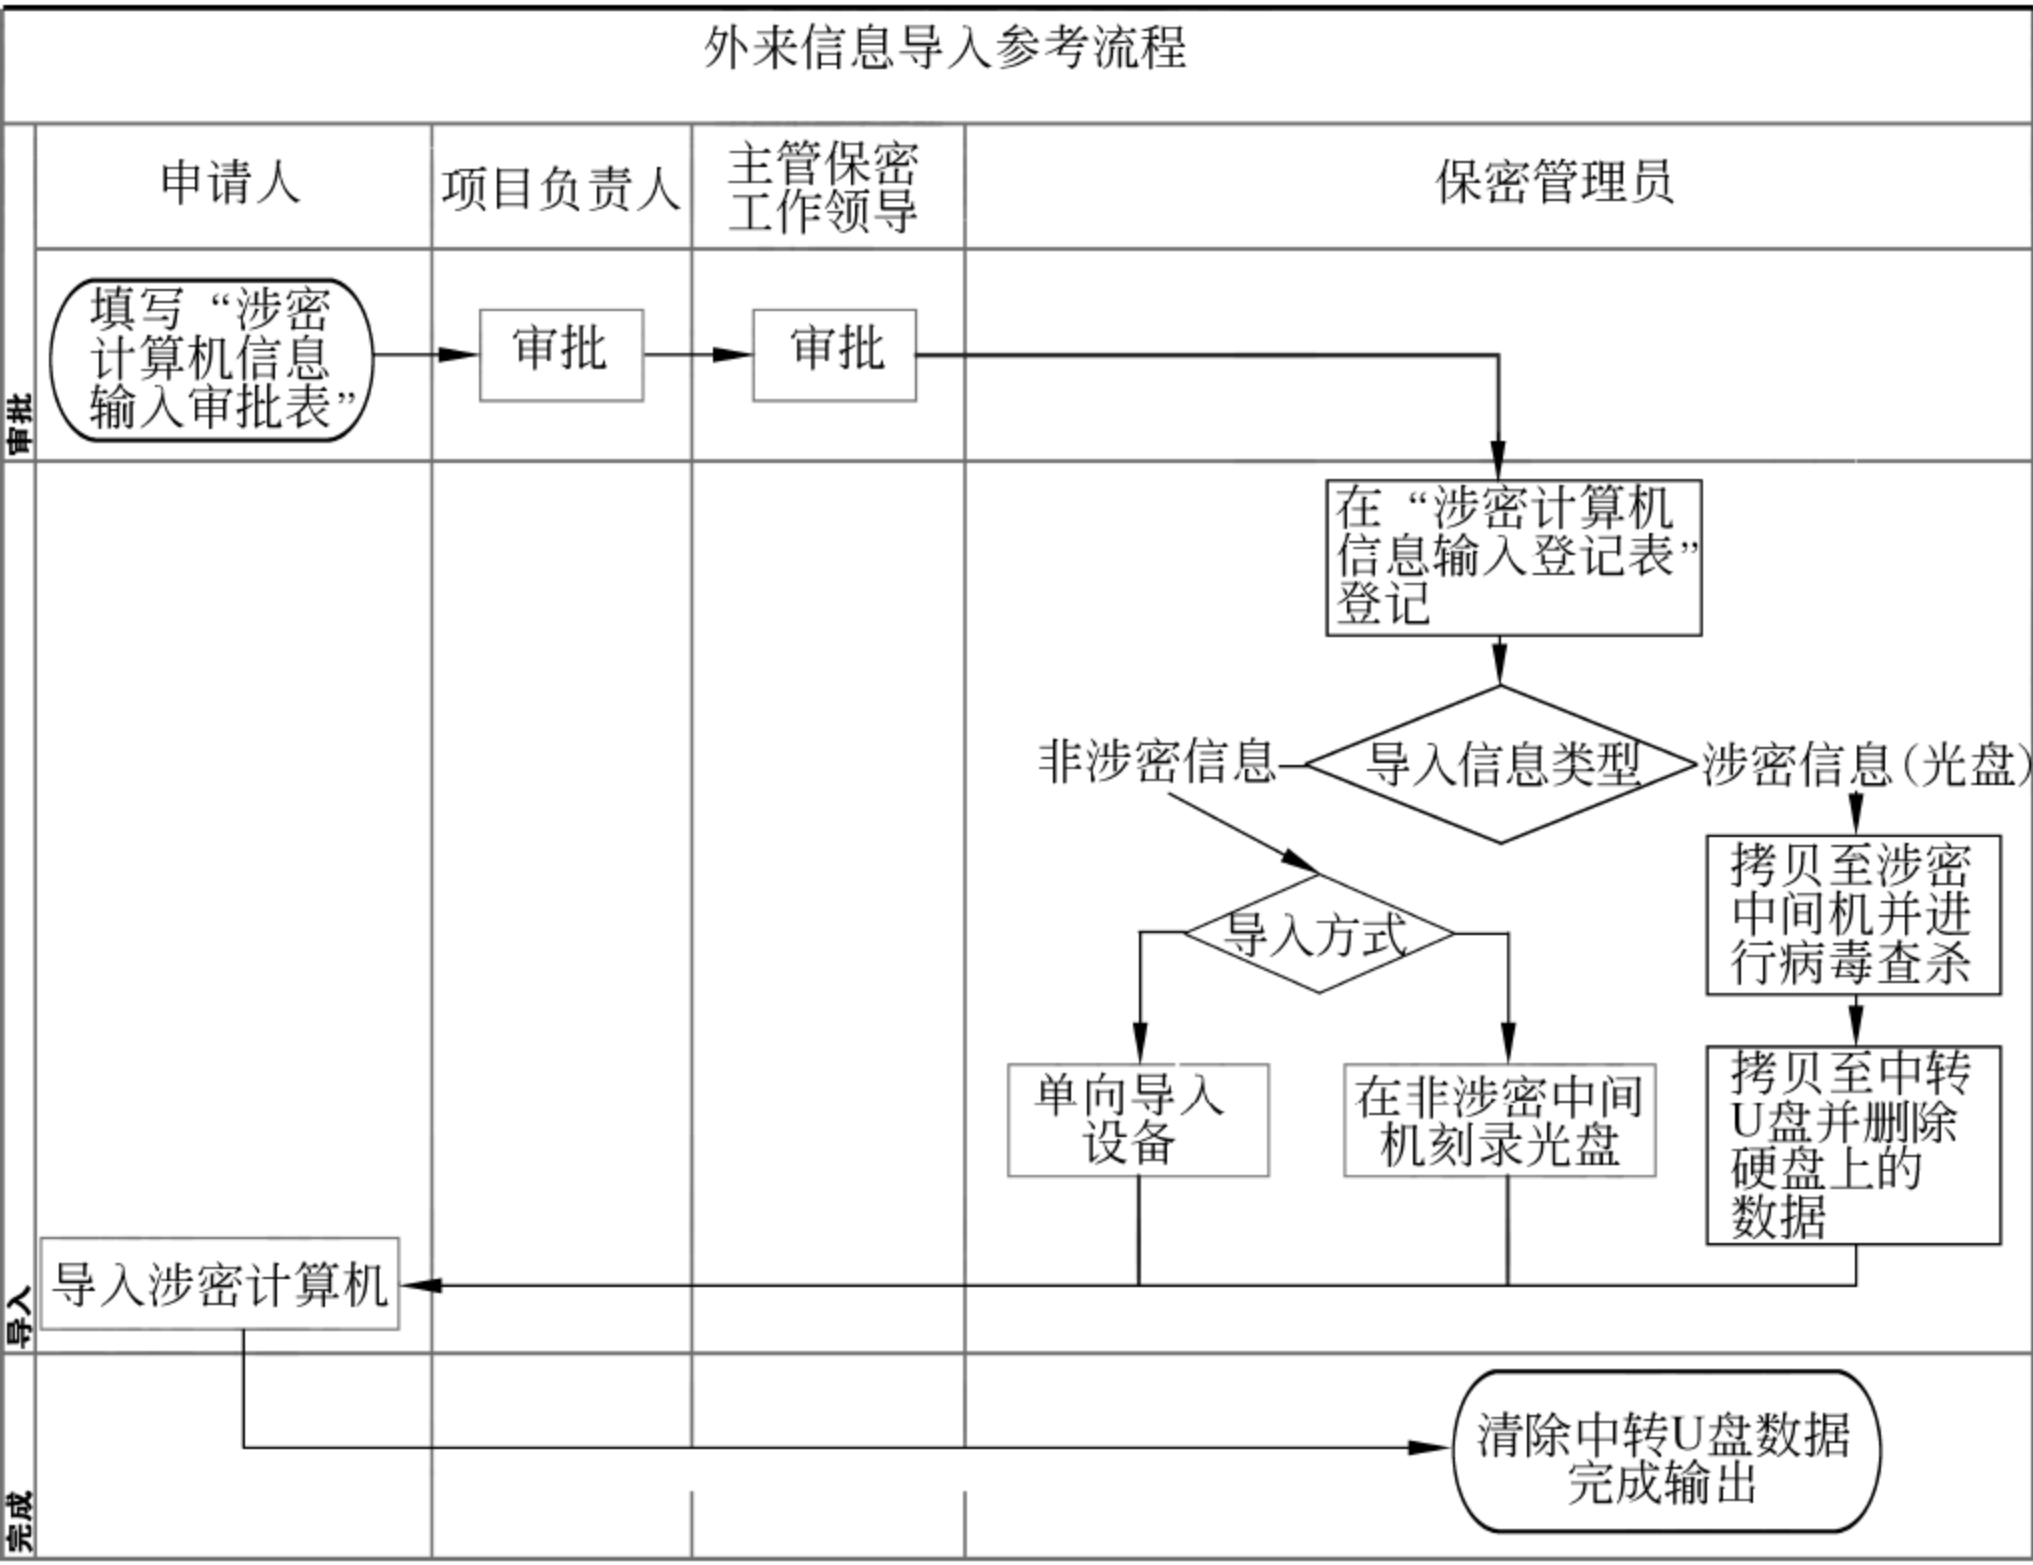 外来信息导入参考流程
申请人
项目负责人
主管保密
工作领导
保密管理员
审批
填写“涉密
计算机信息
输入审批表”
审批
审批
导入
在“涉密计算机
信息输入登记表”
登记
导入信息类型
非涉密信息
涉密信息(光盘)
导入方式
拷贝至涉密
中间机并进
行病毒查杀
单向导入
设备
在非涉密中间
机刻录光盘
拷贝至中转
U盘并删除
硬盘上的
数据
导入涉密计算机
完成
清除中转U盘数据
完成输出